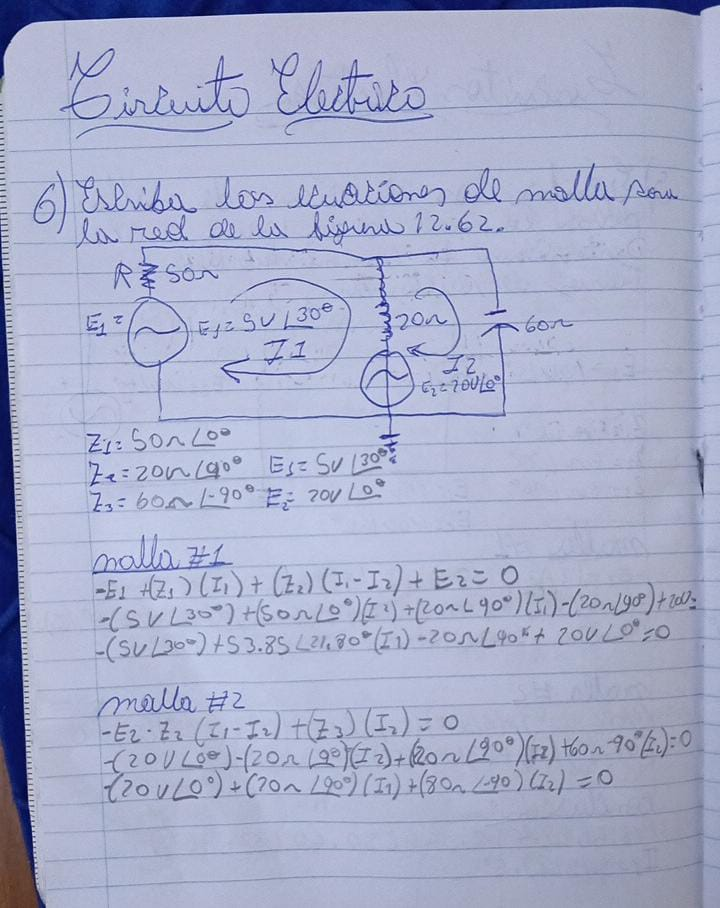 Circuito Electrico
6) Escriba las ecuaciones de malla para
la red de la figura 12.62.
R 50Ω
E1= E1=5V∠30°
I1
20Ω
60Ω
I2
E2=20V∠0°
Z1=50Ω∠0°
Z2=20Ω∠90° E1=5V∠30°
Z3=60Ω∠-90° E2= 20V∠0°
malla #1
-E1+(Z1)(I1)+(Z2)(I1-I2)+E2=0
-(5V∠30°)+(50Ω∠0°)(I2)+(20Ω∠90°)(I1)-(20Ω∠90°)+20V=
-(5V∠30°)+53.85∠21,80°(I1)-20Ω∠90°+20V∠0°=0
malla #2
-E2·Z2(I1-I2)+(Z3)(I2)=0
-(20V∠0°)-(20Ω∠90°)(I2)+(20Ω∠90°)(I2)+60Ω-90°(I2)=0
-(20V∠0°)+(20Ω∠90°)(I1)+(80Ω∠-90)(I2)=0